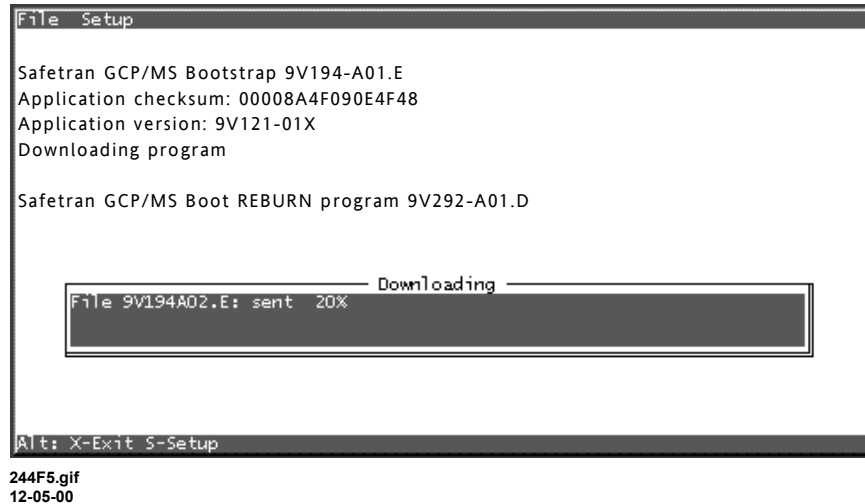 File Setup
Safetran GCP/MS Bootstrap 9V194-A01.E
Application checksum: 00008A4F090E4F48
Application version: 9V121-01X
Downloading program
Safetran GCP/MS Boot REBURN program 9V292-A01.D
Downloading
File 9V194A02.E: sent 20%
Alt: X-Exit S-Setup
244F5.gif
12-05-00